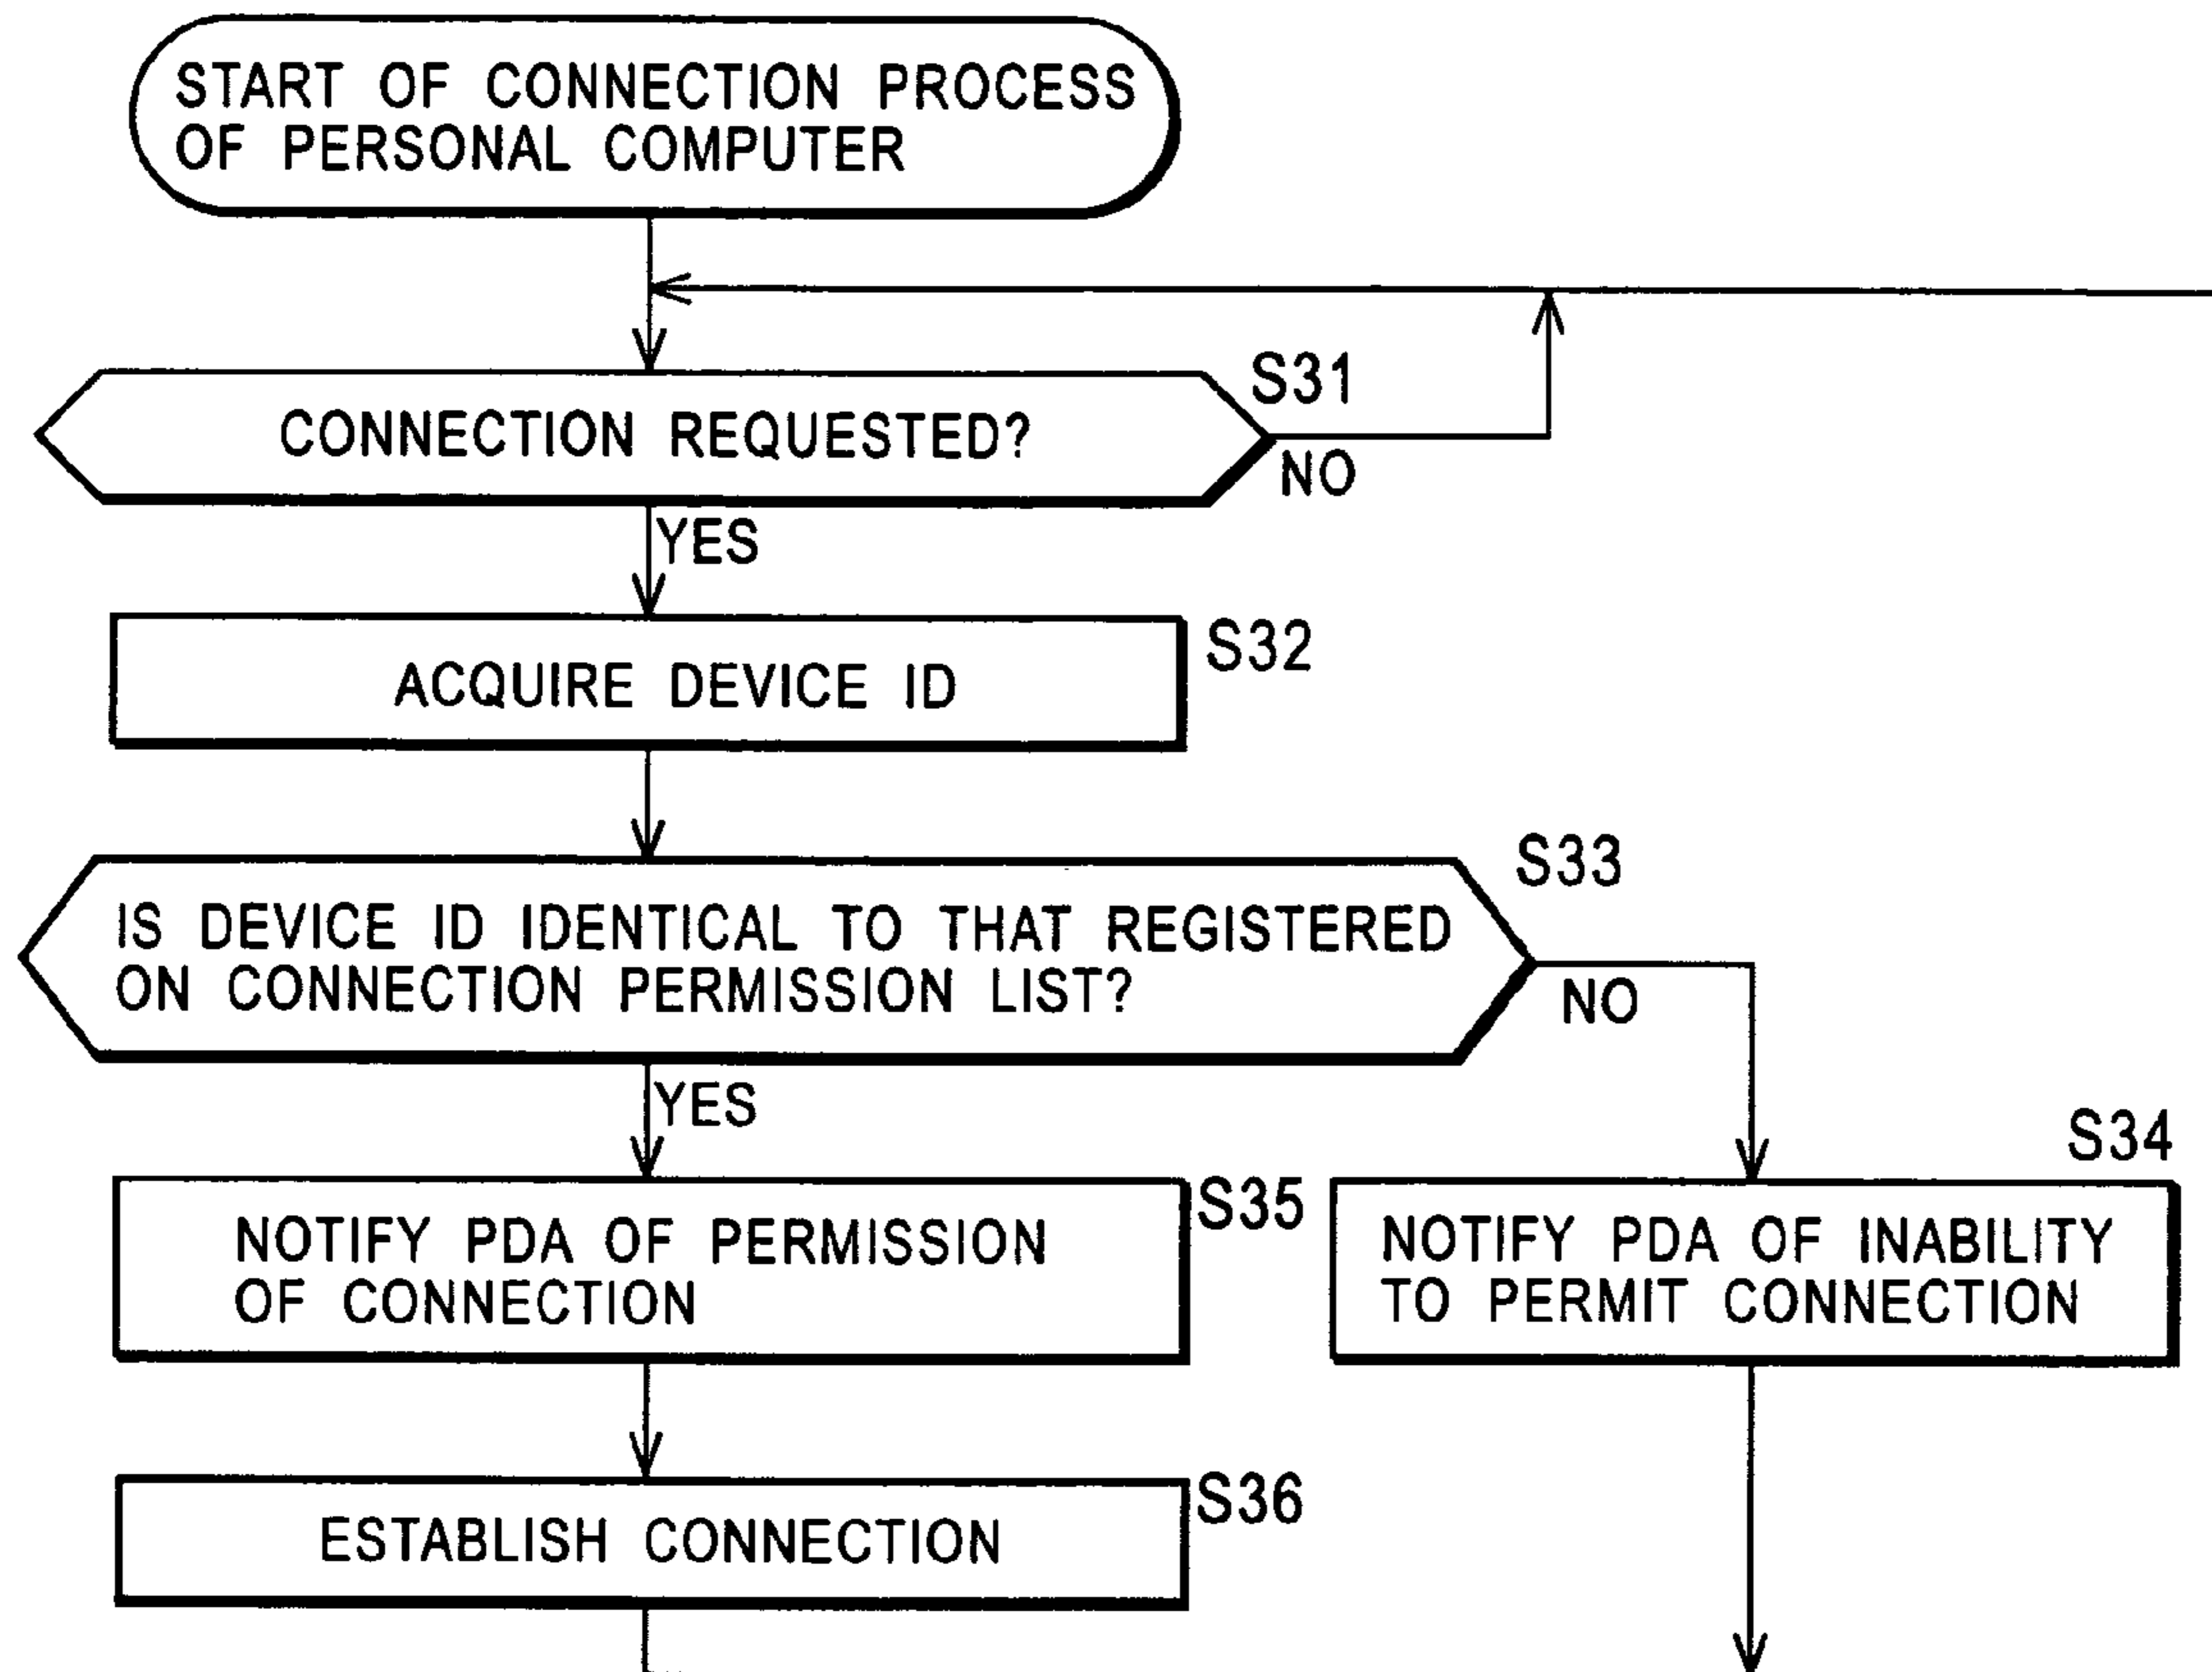 START OF CONNECTION PROCESS
OF PERSONAL COMPUTER
S31
CONNECTION REQUESTED?
NO
YES
S32
ACQUIRE DEVICE ID
S33
IS DEVICE ID IDENTICAL TO THAT REGISTERED
ON CONNECTION PERMISSION LIST?
NO
YES
S34
S35
NOTIFY PDA OF PERMISSION
OF CONNECTION
NOTIFY PDA OF INABILITY
TO PERMIT CONNECTION
S36
ESTABLISH CONNECTION